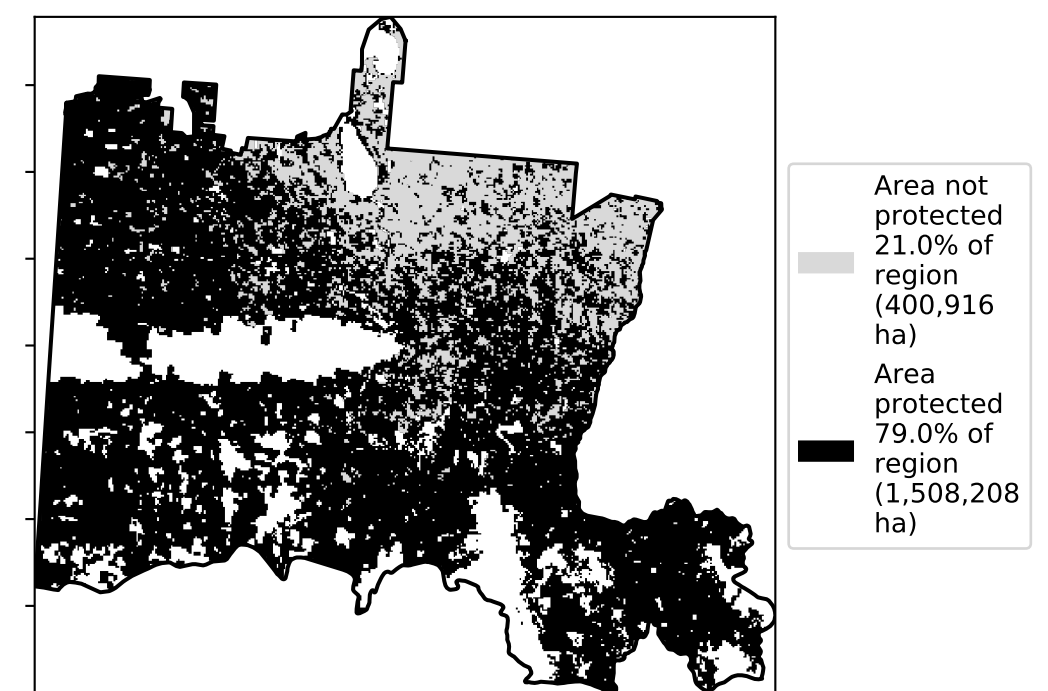 Area not
protected
21.0% of
region
(400,916
ha)
Area
protected
79.0% of
region
(1,508,208
ha)